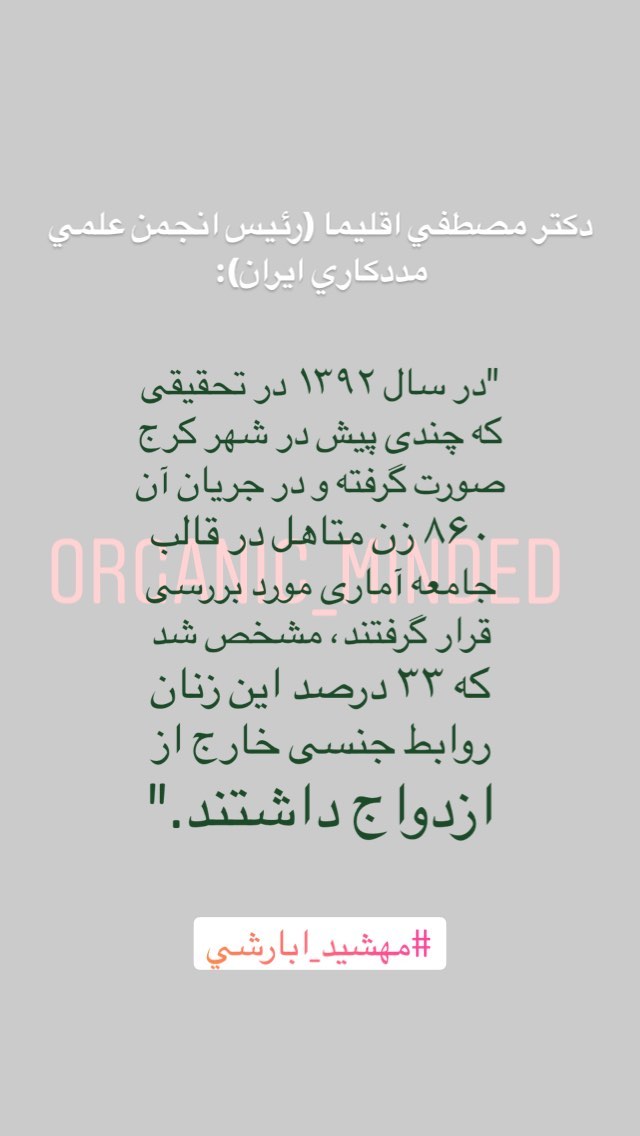 دكتر مصطفي اقليما (رئيس انجمن علمي
مددكاري ايران):
"در سال ۱۳۹۲ در تحقیقی
که چندی پیش در شهر کرج
صورت گرفته و در جریان آن
۸۶۰ زن متاهل در قالب
ORGANIC_MINDED
جامعه آماری مورد بررسی
قرار گرفتند، مشخص شد
که ۳۳ درصد این زنان
روابط جنسی خارج از
ازدواج داشتند."
#مهشيد_ابارشي